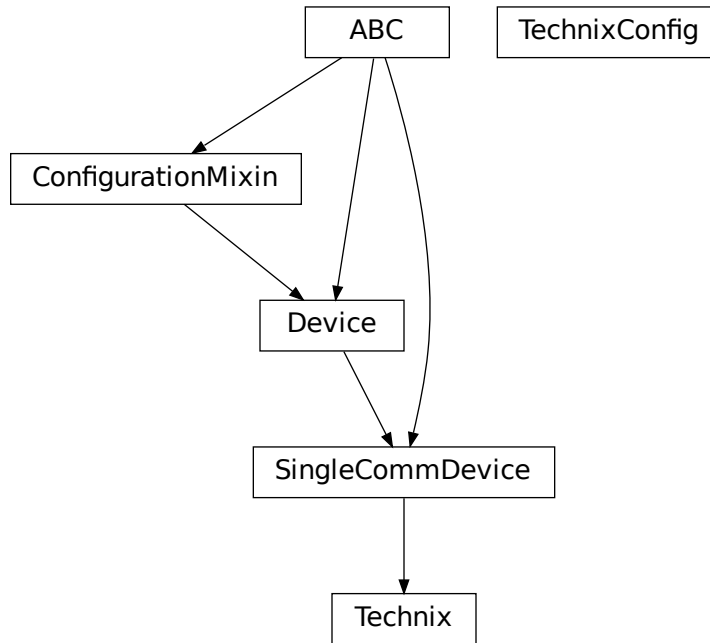 ABC
TechnixConfig
ConfigurationMixin
Device
SingleCommDevice
Technix